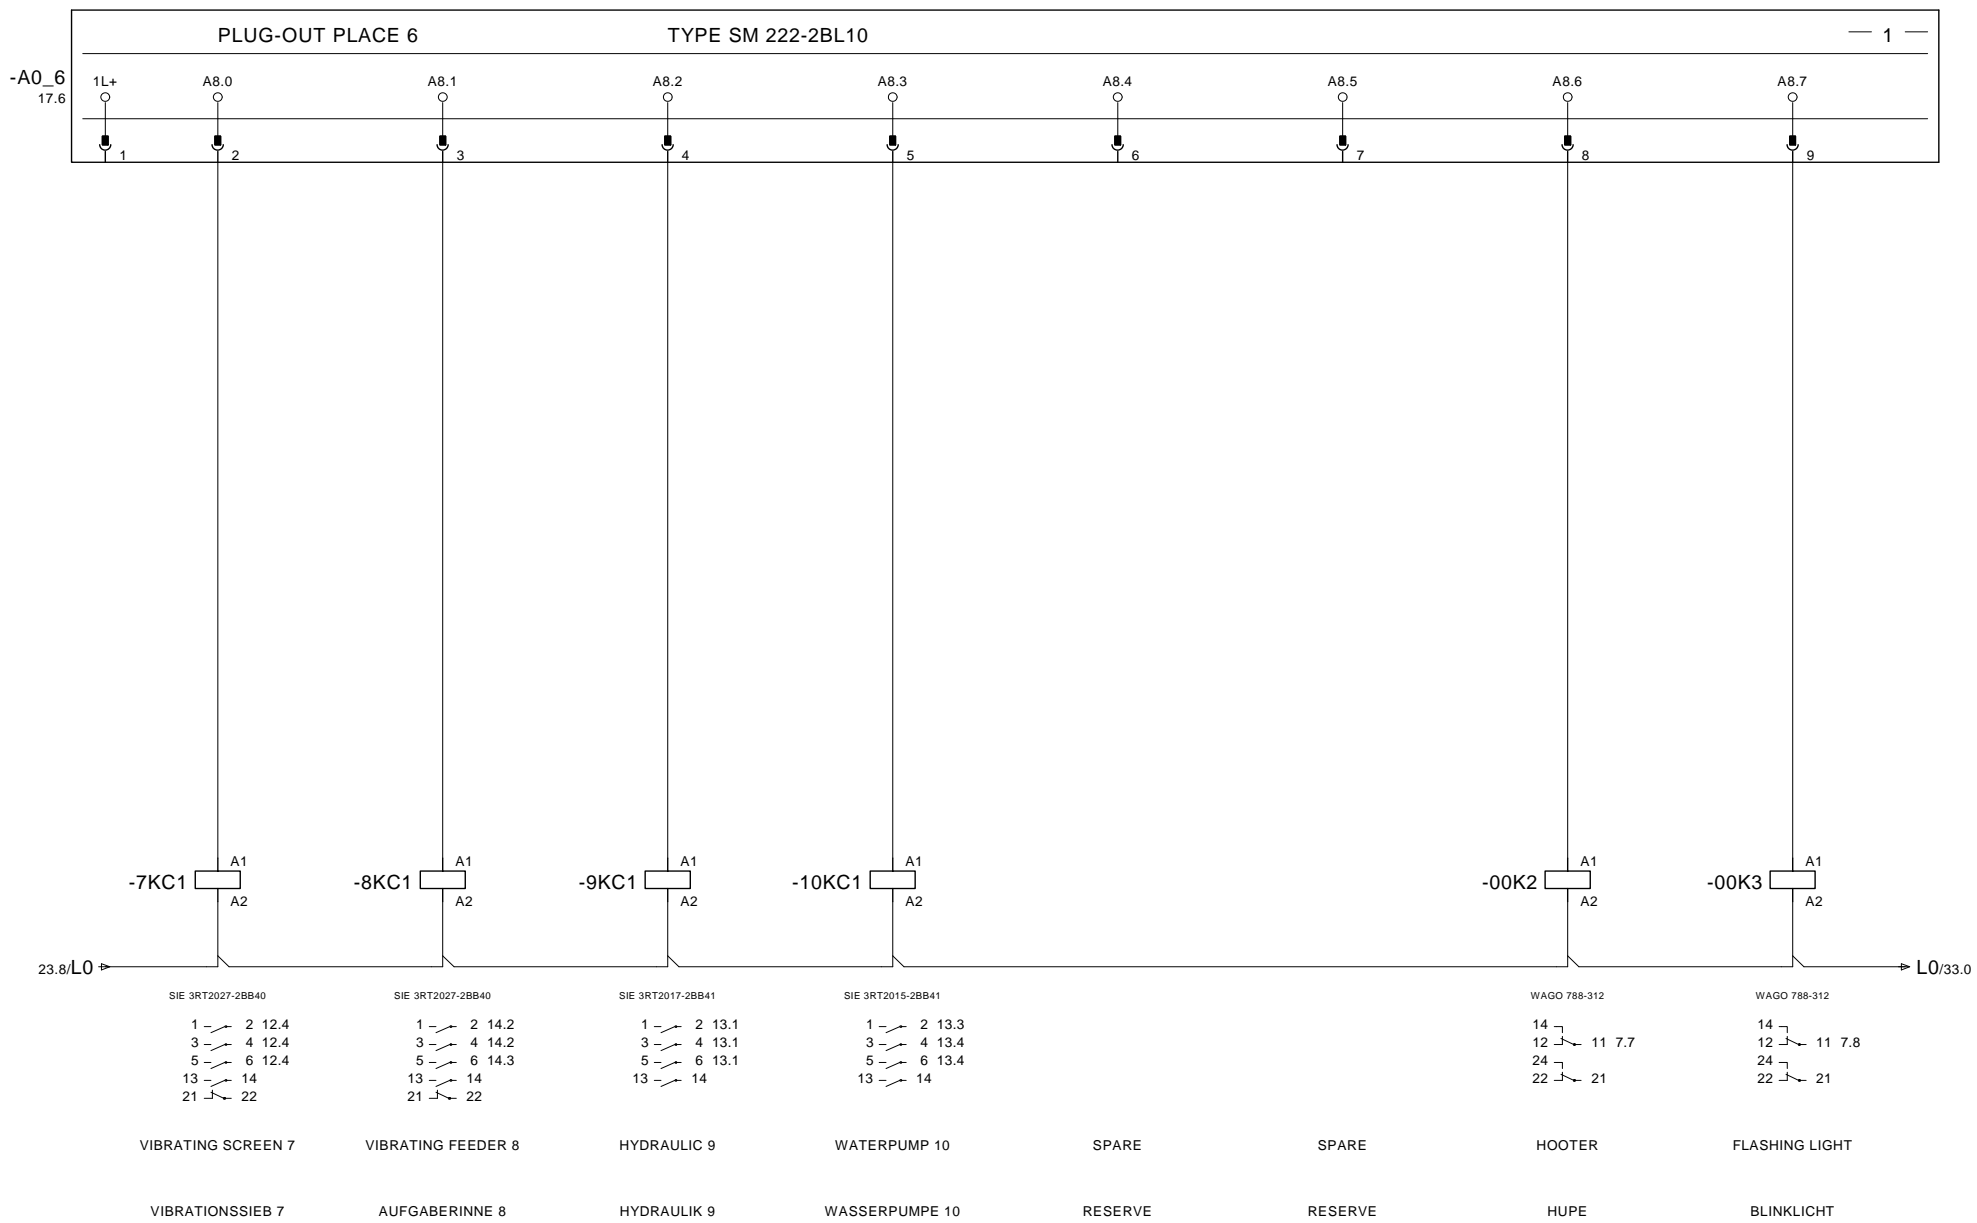 PLUG-OUT PLACE 6 TYPE SM 222-2BL10 1
-A0_6
17.6
1L+ A8.0 A8.1 A8.2 A8.3 A8.4 A8.5 A8.6 A8.7
1 2 3 4 5 6 7 8 9
A1 A1 A1 A1 A1 A1
-7KC1 -8KC1 -9KC1 -10KC1 -00K2 -00K3
A2 A2 A2 A2 A2 A2
23.8/L0 L0/33.0
SIE 3RT2027-2BB40 SIE 3RT2027-2BB40 SIE 3RT2017-2BB41 SIE 3RT2015-2BB41 WAGO 788-312 WAGO 788-312
1 2 12.4 1 2 14.2 1 2 13.1 1 2 13.3 14 14
3 4 12.4 3 4 14.2 3 4 13.1 3 4 13.4 12 11 7.7 12 11 7.8
5 6 12.4 5 6 14.3 5 6 13.1 5 6 13.4 24 24
13 14 13 14 13 14 13 14 22 21 22 21
21 22 21 22
VIBRATING SCREEN 7 VIBRATING FEEDER 8 HYDRAULIC 9 WATERPUMP 10 SPARE SPARE HOOTER FLASHING LIGHT
VIBRATIONSSIEB 7 AUFGABERINNE 8 HYDRAULIK 9 WASSERPUMPE 10 RESERVE RESERVE HUPE BLINKLICHT